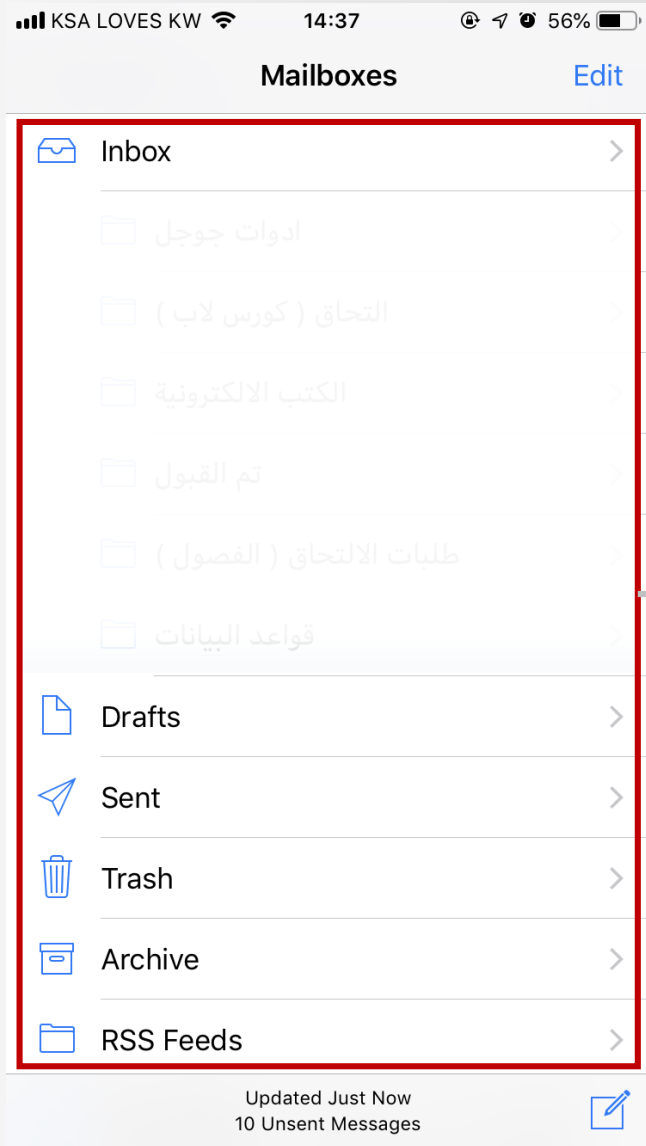 KSA LOVES KW 14:37 56%
Mailboxes Edit
Inbox
ادوات جوجل
التحاق ( كورس لاب )
الكتب الالكترونية
تم القبول
طلبات الالتحاق ( الفصول )
قواعد البيانات
Drafts
Sent
Trash
Archive
RSS Feeds
Updated Just Now
10 Unsent Messages